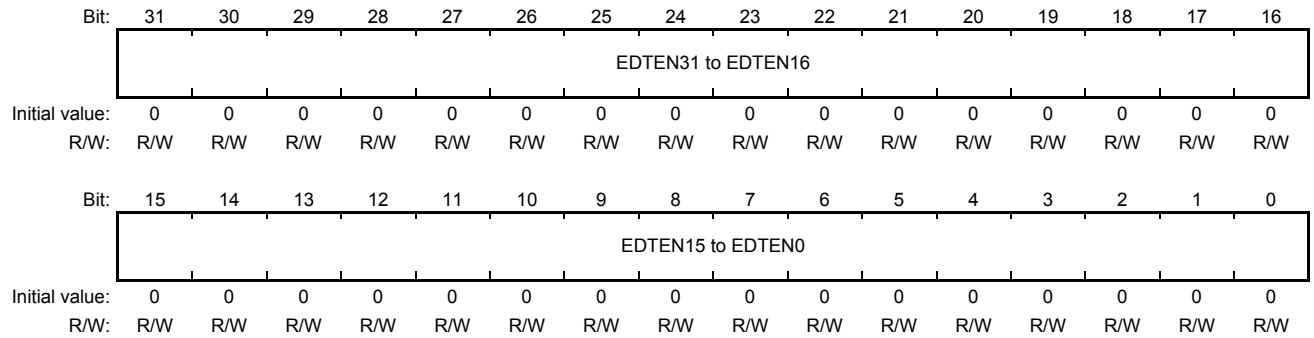 Bit: 31 30 29 28 27 26 25 24 23 22 21 20 19 18 17 16
EDTEN31 to EDTEN16
Initial value: 0 0 0 0 0 0 0 0 0 0 0 0 0 0 0 0
R/W: R/W R/W R/W R/W R/W R/W R/W R/W R/W R/W R/W R/W R/W R/W R/W R/W
Bit: 15 14 13 12 11 10 9 8 7 6 5 4 3 2 1 0
EDTEN15 to EDTEN0
Initial value: 0 0 0 0 0 0 0 0 0 0 0 0 0 0 0 0
R/W: R/W R/W R/W R/W R/W R/W R/W R/W R/W R/W R/W R/W R/W R/W R/W R/W